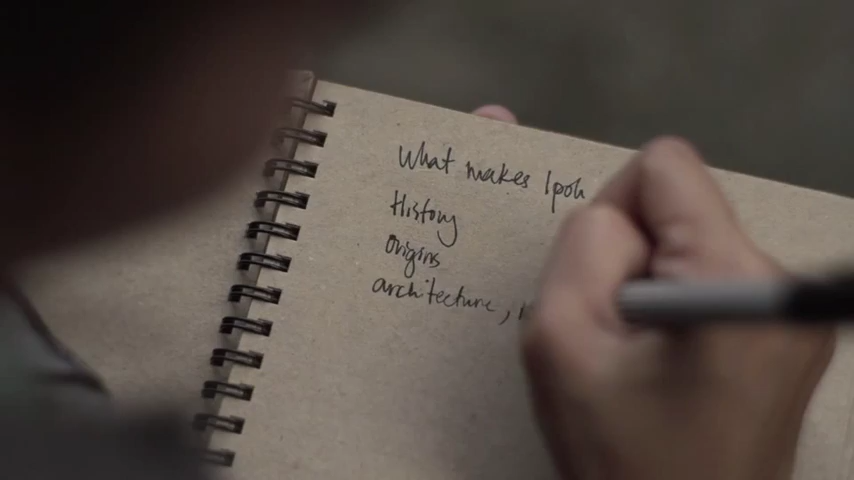 What makes Ipoh
History
origins
architecture,